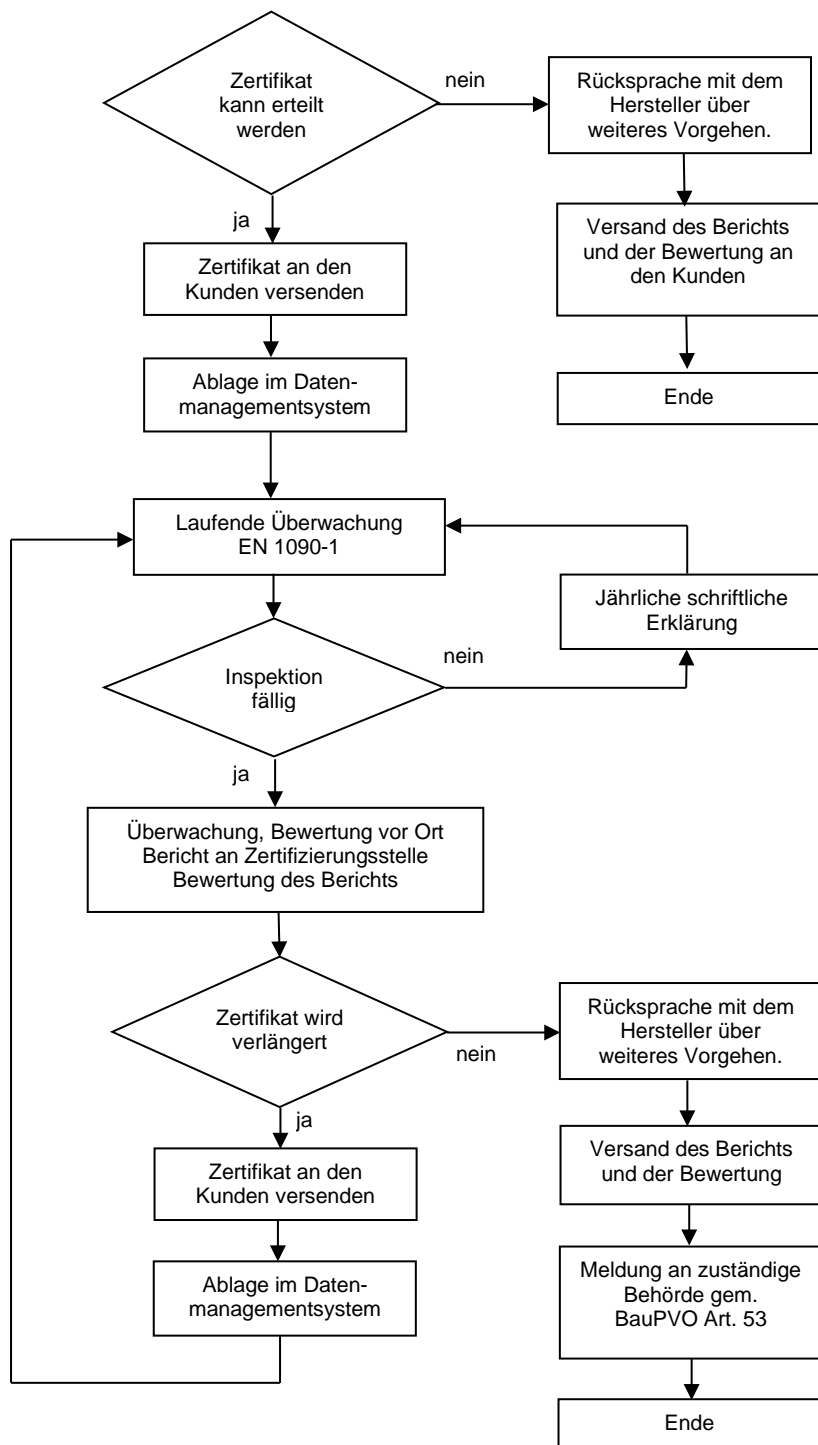 Zertifikat
kann erteilt
werden
nein
Rücksprache mit dem
Hersteller über
weiteres Vorgehen.
ja
Versand des Berichts
und der Bewertung an
den Kunden
Zertifikat an den
Kunden versenden
Ablage im Daten-
managementsystem
Ende
Laufende Überwachung
EN 1090-1
Jährliche schriftliche
Erklärung
Inspektion
fällig
nein
ja
Überwachung, Bewertung vor Ort
Bericht an Zertifizierungsstelle
Bewertung des Berichts
Zertifikat wird
verlängert
nein
Rücksprache mit dem
Hersteller über
weiteres Vorgehen.
ja
Versand des Berichts
und der Bewertung
Zertifikat an den
Kunden versenden
Ablage im Daten-
managementsystem
Meldung an zuständige
Behörde gem.
BauPVO Art. 53
Ende